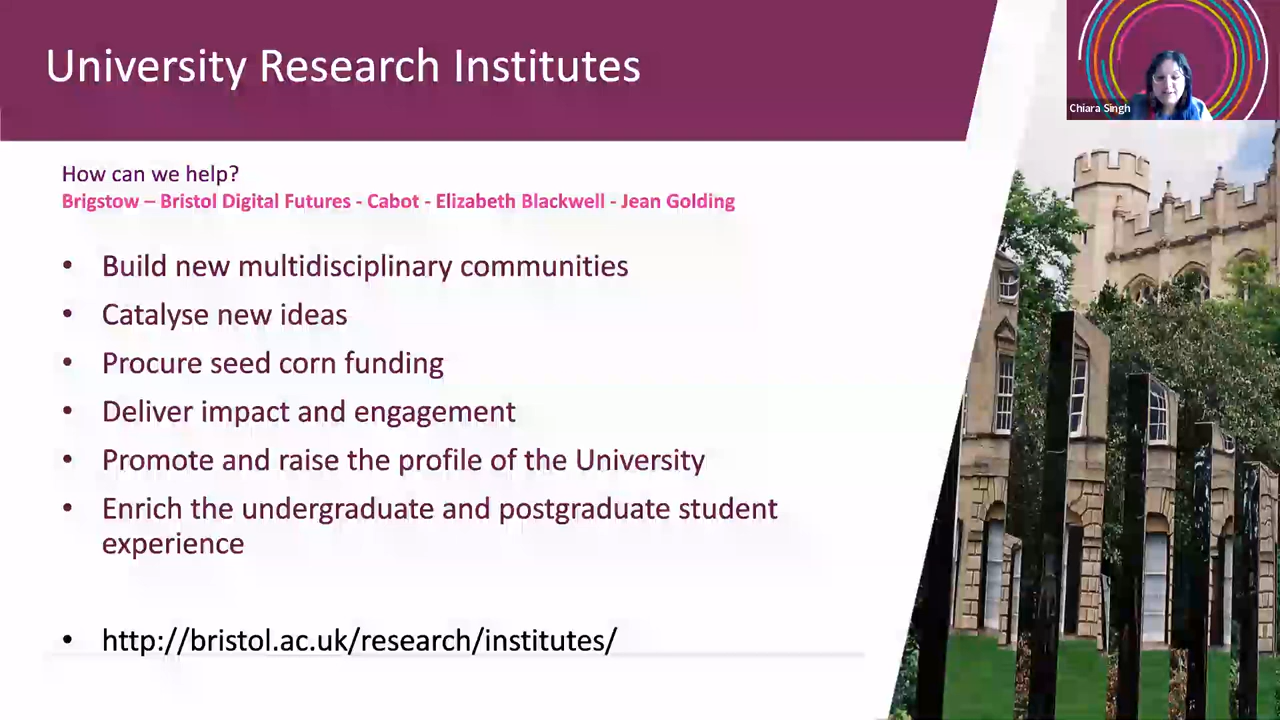 University Research Institutes
Chiara Singh
How can we help?
Brigstow – Bristol Digital Futures - Cabot - Elizabeth Blackwell - Jean Golding
• Build new multidisciplinary communities
• Catalyse new ideas
• Procure seed corn funding
• Deliver impact and engagement
• Promote and raise the profile of the University
• Enrich the undergraduate and postgraduate student
experience
• http://bristol.ac.uk/research/institutes/